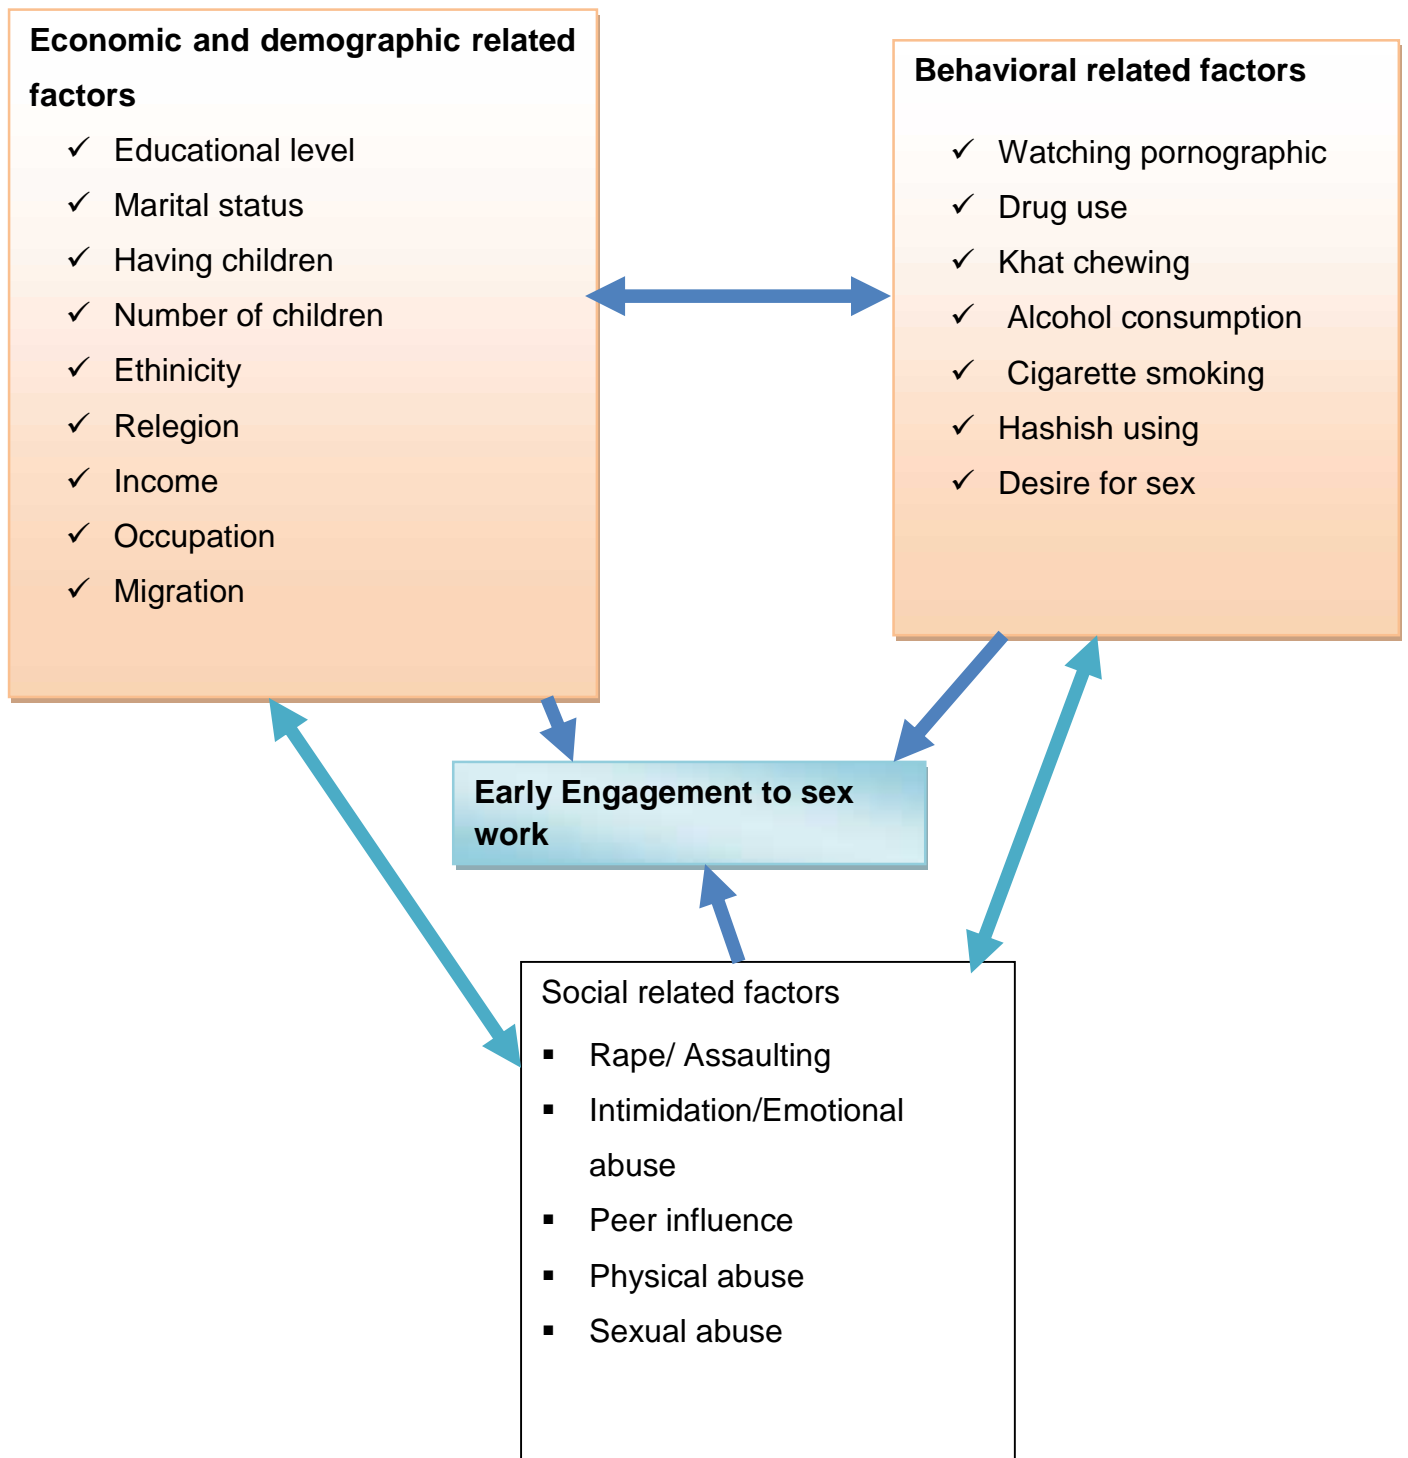 Economic and demographic related
factors
✓ Educational level
✓ Marital status
✓ Having children
✓ Number of children
✓ Ethinicity
✓ Relegion
✓ Income
✓ Occupation
✓ Migration
Behavioral related factors
✓ Watching pornographic
✓ Drug use
✓ Khat chewing
✓ Alcohol consumption
✓ Cigarette smoking
✓ Hashish using
✓ Desire for sex
Early Engagement to sex
work
Social related factors
▪ Rape/ Assaulting
▪ Intimidation/Emotional
abuse
▪ Peer influence
▪ Physical abuse
▪ Sexual abuse